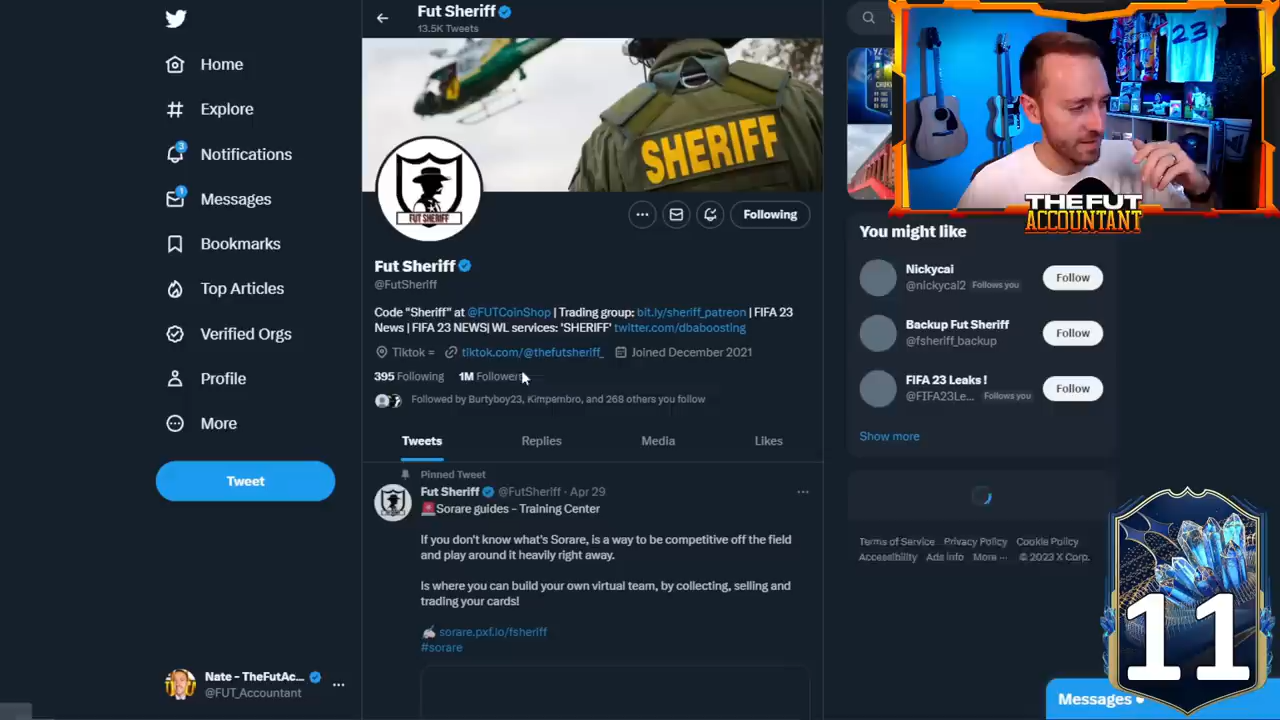 Fut Sheriff
13.5K Tweets
Home
Explore
3
Notifications
1
Messages
Bookmarks
Top Articles
Verified Orgs
Profile
More
Tweet
Nate - TheFutAc...
@FUT_Accountant
SHERIFF
FUT SHERIFF
Following
Fut Sheriff
@FutSheriff
Code "Sheriff" at @FUTCoinShop | Trading group: bit.ly/sheriff_patreon | FIFA 23
News | FIFA 23 NEWS| WL services: 'SHERIFF' twitter.com/dbaboosting
Tiktok = tiktok.com/@thefutsheriff_ Joined December 2021
395 Following 1M Followers
Followed by Burtyboy23, Kimpembro, and 268 others you follow
Tweets Replies Media Likes
Pinned Tweet
Fut Sheriff @FutSheriff · Apr 29
Sorare guides - Training Center
If you don't know what's Sorare, is a way to be competitive off the field
and play around it heavily right away.
Is where you can build your own virtual team, by collecting, selling and
trading your cards!
sorare.pxf.io/fsheriff
#sorare
23
THE FUT
ACCOUNTANT
You might like
Nickycai
@nickycai2 Follows you
Follow
Backup Fut Sheriff
@fsheriff_backup
Follow
FIFA 23 Leaks !
@FIFA23Le... Follows you
Follow
Show more
Terms of Service Privacy Policy Cookie Policy
Accessibility Ads info More ··· © 2023 X Corp.
11
Messages